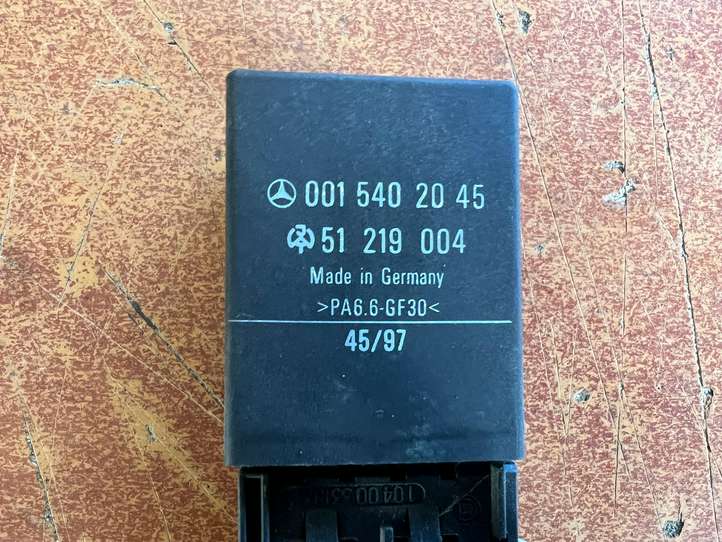 001 540 20 45
51 219 004
Made in Germany
>PA6.6-GF30<
45/97